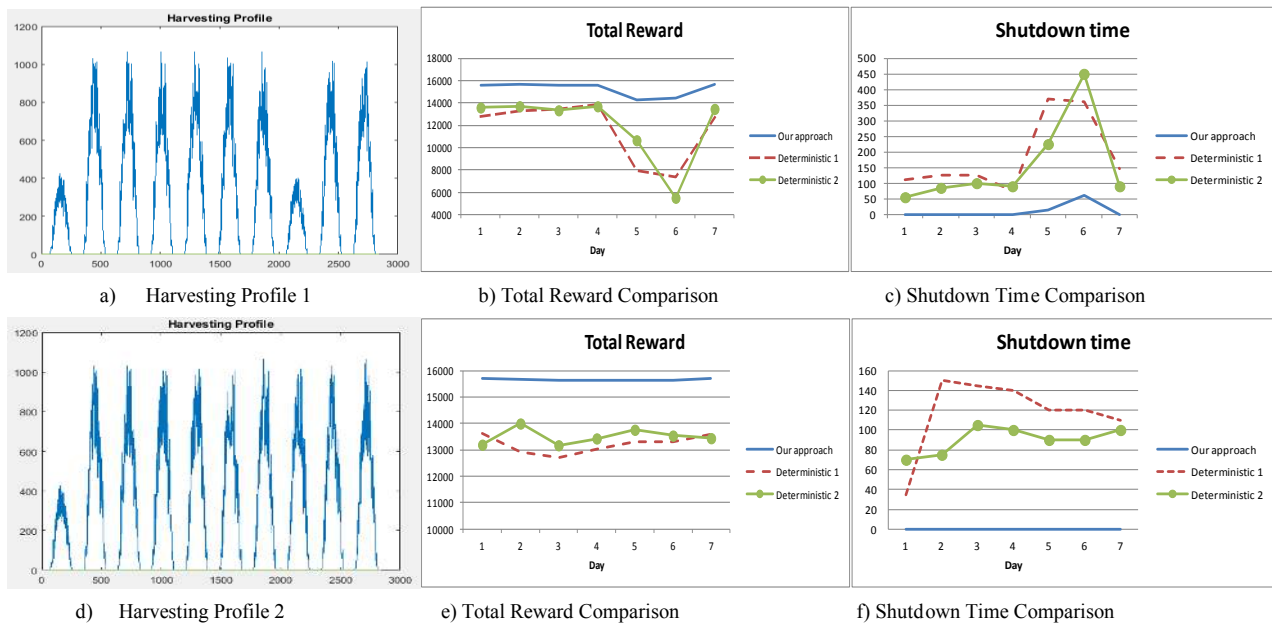 Harvesting Profile
1200
1000
800
600
400
200
0
0 500 1000 1500 2000 2500 3000
a) Harvesting Profile 1
Total Reward
18000
16000
14000
12000
10000
8000
6000
4000
1 2 3 4 5 6 7
Day
Our approach
Deterministic 1
Deterministic 2
b) Total Reward Comparison
Shutdown time
500
450
400
350
300
250
200
150
100
50
0
1 2 3 4 5 6 7
Day
Our approach
Deterministic 1
Deterministic 2
c) Shutdown Time Comparison
Harvesting Profile
1200
1000
800
600
400
200
0
0 500 1000 1500 2000 2500 3000
d) Harvesting Profile 2
Total Reward
16000
15000
14000
13000
12000
11000
10000
1 2 3 4 5 6 7
Day
Our approach
Deterministic 1
Deterministic 2
e) Total Reward Comparison
Shutdown time
160
140
120
100
80
60
40
20
0
1 2 3 4 5 6 7
Day
Our approach
Deterministic 1
Deterministic 2
f) Shutdown Time Comparison